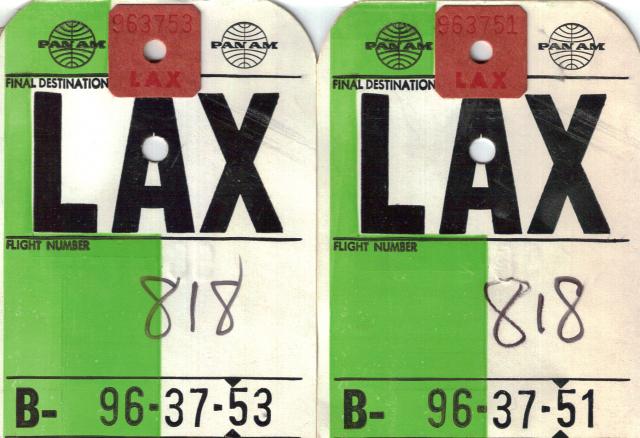 PAN AM
963753
PAN AM
LAX
FINAL DESTINATION
LAX
FLIGHT NUMBER
818
B- 96-37-53
PAN AM
963751
PAN AM
LAX
FINAL DESTINATION
LAX
FLIGHT NUMBER
818
B- 96-37-51